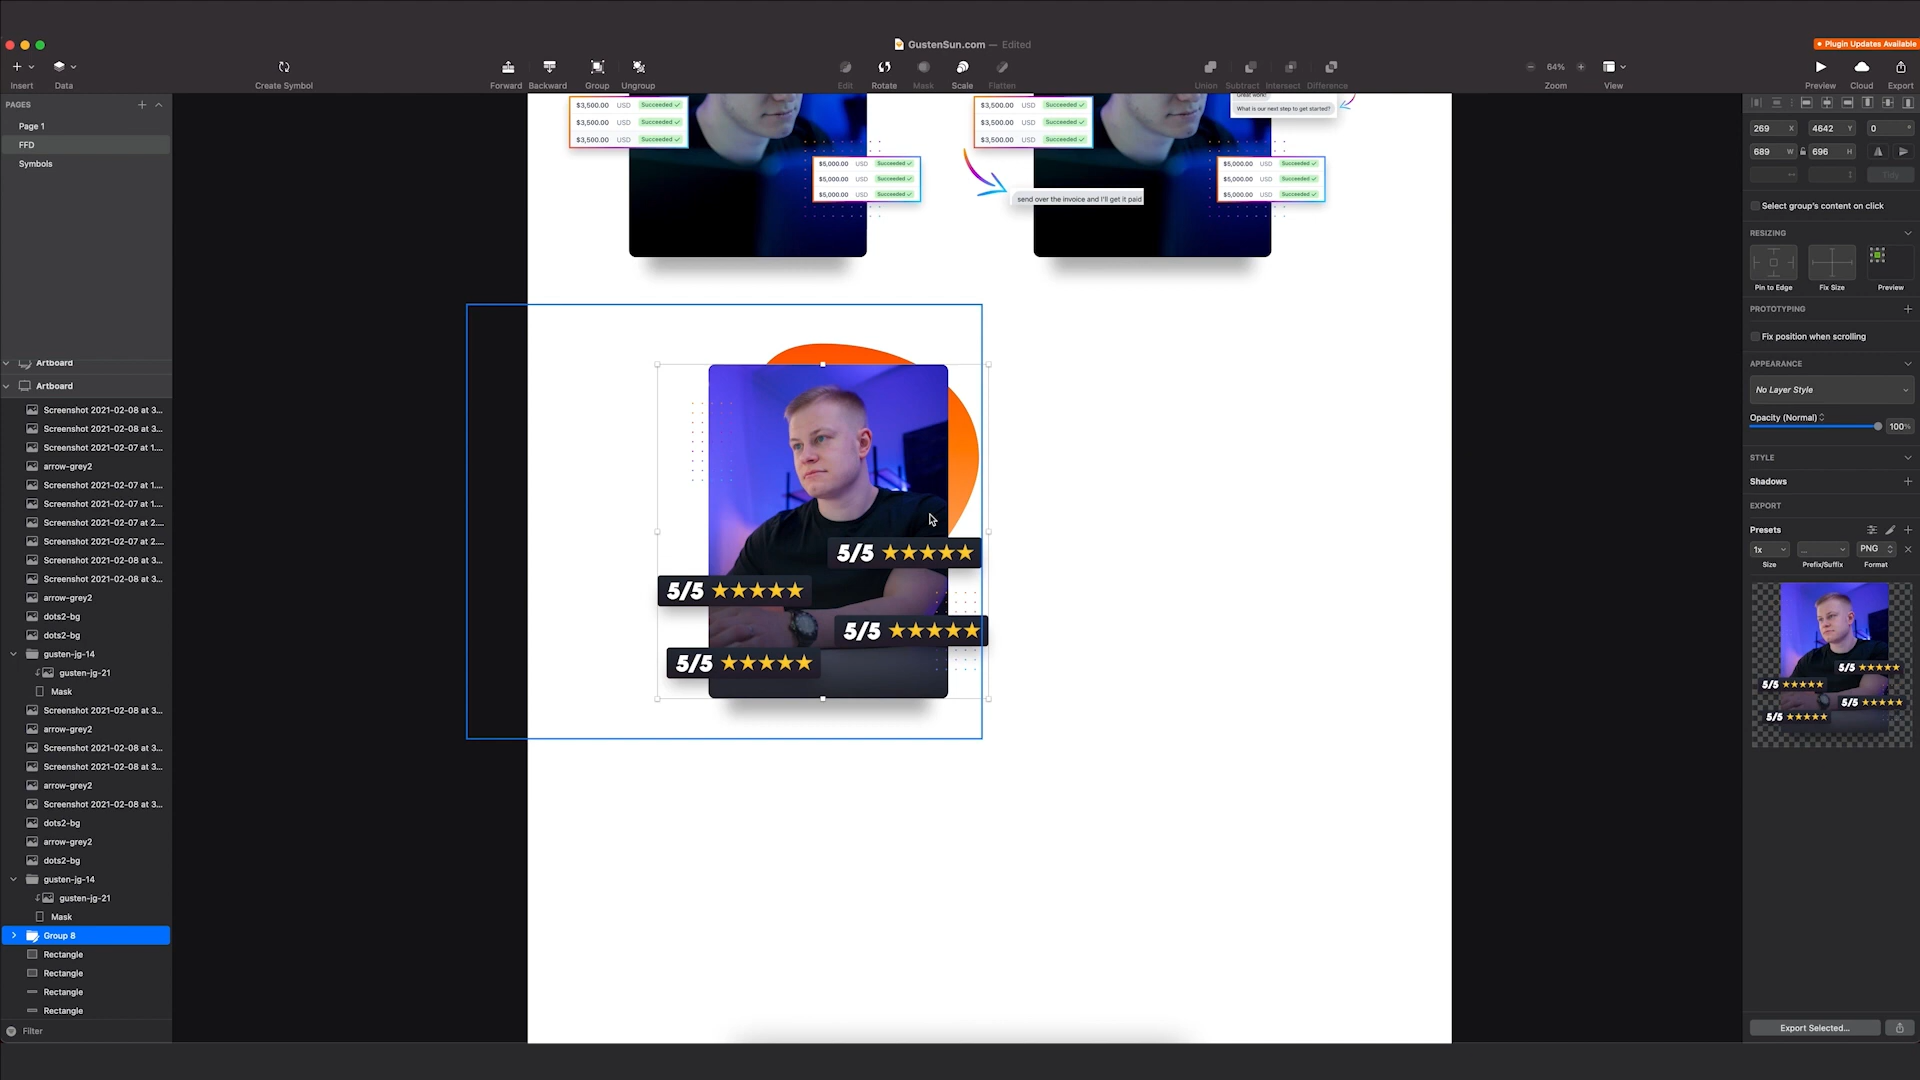 GustenSun.com — Edited
Plugin Updates Available
Insert
Data
Create Symbol
Forward
Backward
Group
Ungroup
Edit
Rotate
Mask
Scale
Flatten
Union
Subtract
Intersect
Difference
64%
Zoom
View
Preview
Cloud
Export
PAGES
Page 1
FFD
Symbols
Artboard
Artboard
Screenshot 2021-02-08 at 3...
Screenshot 2021-02-08 at 3...
Screenshot 2021-02-07 at 1....
arrow-grey2
Screenshot 2021-02-07 at 1....
Screenshot 2021-02-07 at 1....
Screenshot 2021-02-07 at 2....
Screenshot 2021-02-07 at 2....
Screenshot 2021-02-08 at 3...
Screenshot 2021-02-08 at 3...
arrow-grey2
dots2-bg
dots2-bg
gusten-jg-14
gusten-jg-21
Mask
Screenshot 2021-02-08 at 3...
arrow-grey2
Screenshot 2021-02-08 at 3...
Screenshot 2021-02-08 at 3...
arrow-grey2
Screenshot 2021-02-08 at 3...
dots2-bg
arrow-grey2
dots2-bg
gusten-jg-14
gusten-jg-21
Mask
Group 8
Rectangle
Rectangle
Rectangle
Rectangle
Filter
$3,500.00 USD Succeeded ✓
$3,500.00 USD Succeeded ✓
$3,500.00 USD Succeeded ✓
$5,000.00 USD Succeeded ✓
$5,000.00 USD Succeeded ✓
$5,000.00 USD Succeeded ✓
$3,500.00 USD Succeeded ✓
$3,500.00 USD Succeeded ✓
$3,500.00 USD Succeeded ✓
Great work!
What is our next step to get started?
$5,000.00 USD Succeeded ✓
$5,000.00 USD Succeeded ✓
$5,000.00 USD Succeeded ✓
send over the invoice and I'll get it paid
5/5 ★★★★★
5/5 ★★★★★
5/5 ★★★★★
5/5 ★★★★★
269 X
4642 Y
0 °
689 W
696 H
Tidy
Select group's content on click
RESIZING
Pin to Edge
Fix Size
Preview
PROTOTYPING
Fix position when scrolling
APPEARANCE
No Layer Style
Opacity (Normal)
100%
STYLE
Shadows
EXPORT
Presets
1x
...
PNG
Size
Prefix/Suffix
Format
5/5 ★★★★★
5/5 ★★★★★
5/5 ★★★★★
5/5 ★★★★★
Export Selected...